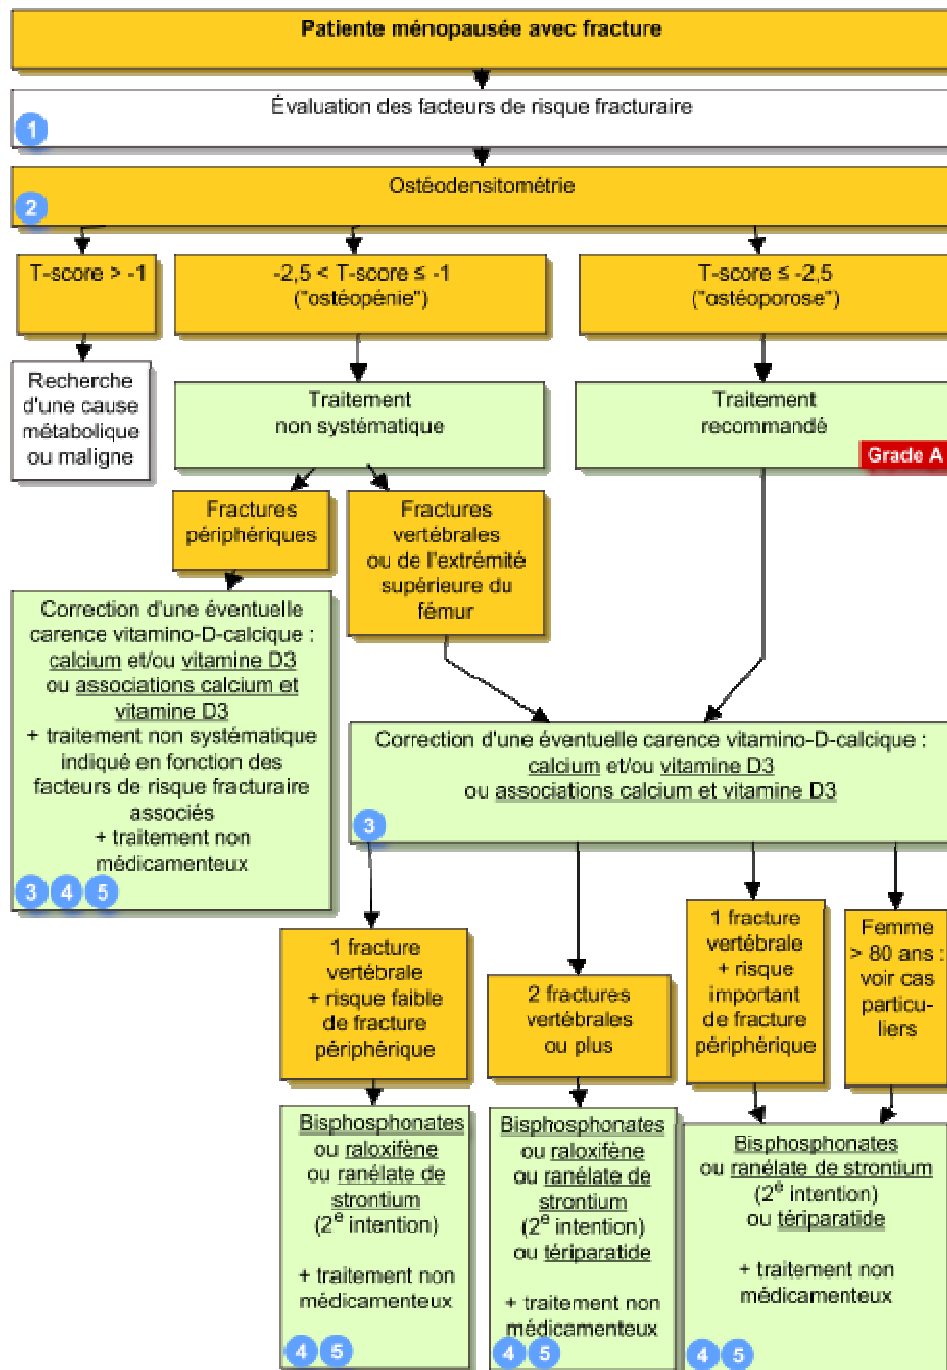 Patiente ménopausée avec fracture
Évaluation des facteurs de risque fracturaire
1
Ostéodensitométrie
2
T-score > -1
-2,5 < T-score ≤ -1
("ostéopénie")
T-score ≤ -2,5
("ostéoporose")
Recherche
d'une cause
métabolique
ou maligne
Traitement
non systématique
Traitement
recommandé
Grade A
Fractures
périphériques
Fractures
vertébrales
ou de l'extrémité
supérieure du
fémur
Correction d'une éventuelle
carence vitamino-D-calcique :
calcium et/ou vitamine D3
ou associations calcium et
vitamine D3
+ traitement non systématique
indiqué en fonction des
facteurs de risque fracturaire
associés
+ traitement non
médicamenteux
3 4 5
Correction d'une éventuelle carence vitamino-D-calcique :
calcium et/ou vitamine D3
ou associations calcium et vitamine D3
3
1 fracture
vertébrale
+ risque faible
de fracture
périphérique
2 fractures
vertébrales
ou plus
1 fracture
vertébrale
+ risque
important
de fracture
périphérique
Femme
> 80 ans :
voir cas
particu-
liers
Bisphosphonates
ou raloxifène
ou ranélate de
strontium
(2e intention)
+ traitement non
médicamenteux
4 5
Bisphosphonates
ou raloxifène
ou ranélate de
strontium
(2e intention)
ou tériparatide
+ traitement non
médicamenteux
4 5
Bisphosphonates
ou ranélate de strontium
(2e intention)
ou tériparatide
+ traitement non
médicamenteux
4 5